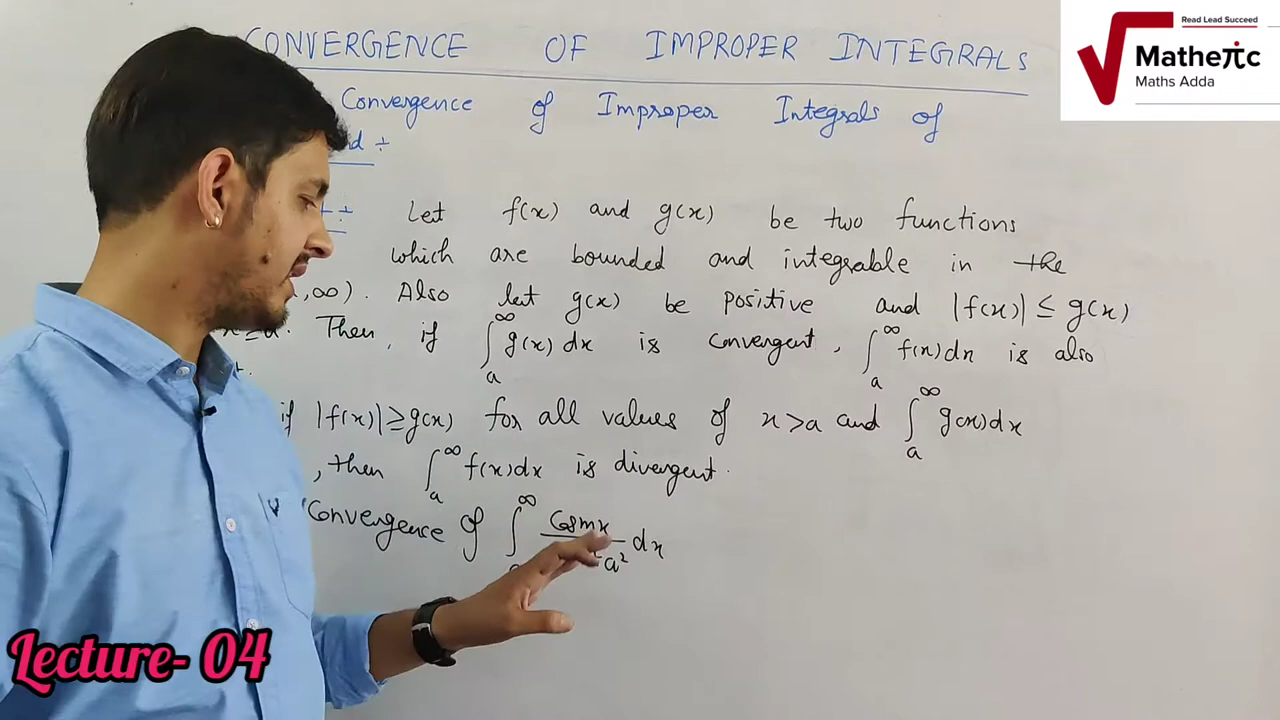 CONVERGENCE OF IMPROPER INTEGRALS
Read Lead Succeed
Matheπc
Maths Adda
Convergence of Improper Integrals of
Let f(x) and g(x) be two functions
which are bounded and integrable in the
,∞). Also let g(x) be positive and |f(x)| ≤ g(x)
Then, if ∫ₐ^∞ g(x) dx is convergent, ∫ₐ^∞ f(x) dx is also
if |f(x)| ≥ g(x) for all values of x > a and ∫ₐ^∞ g(x) dx
, then ∫ₐ^∞ f(x) dx is divergent.
Convergence of ∫ ^∞ Cosmx a² dx
Lecture- 04